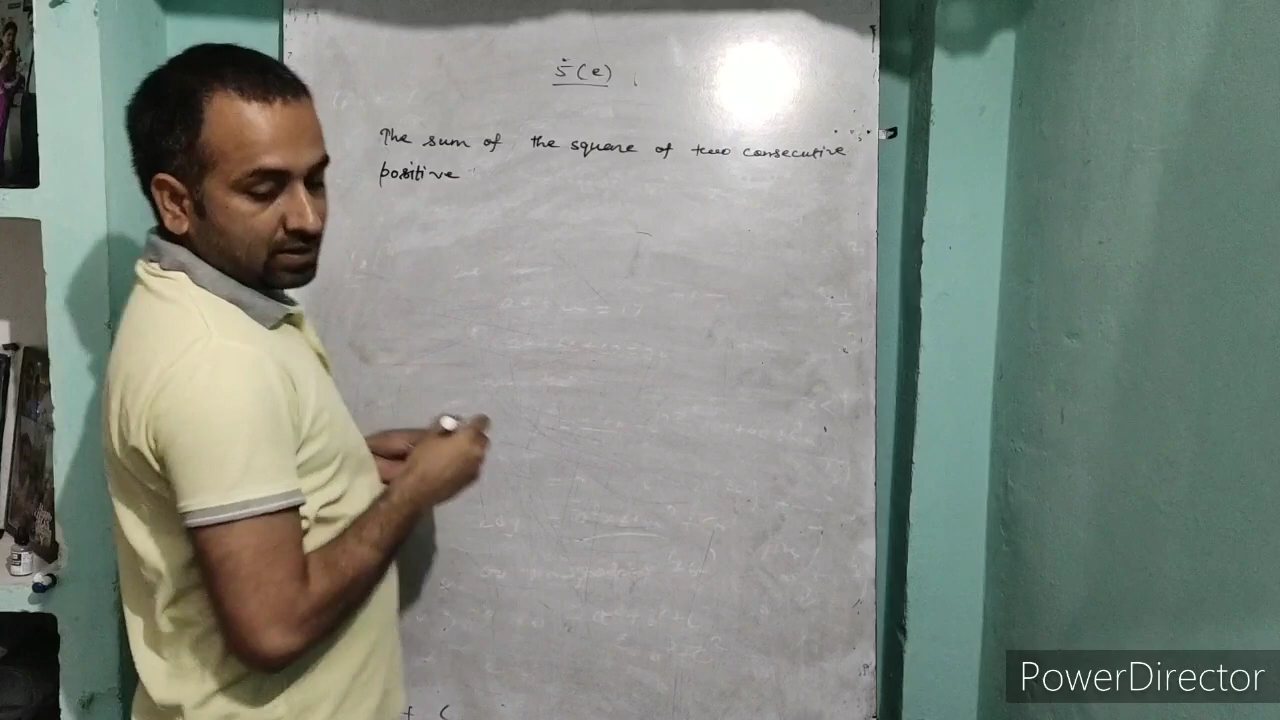 5(e)
The sum of the square of two consecutive
positive
PowerDirector